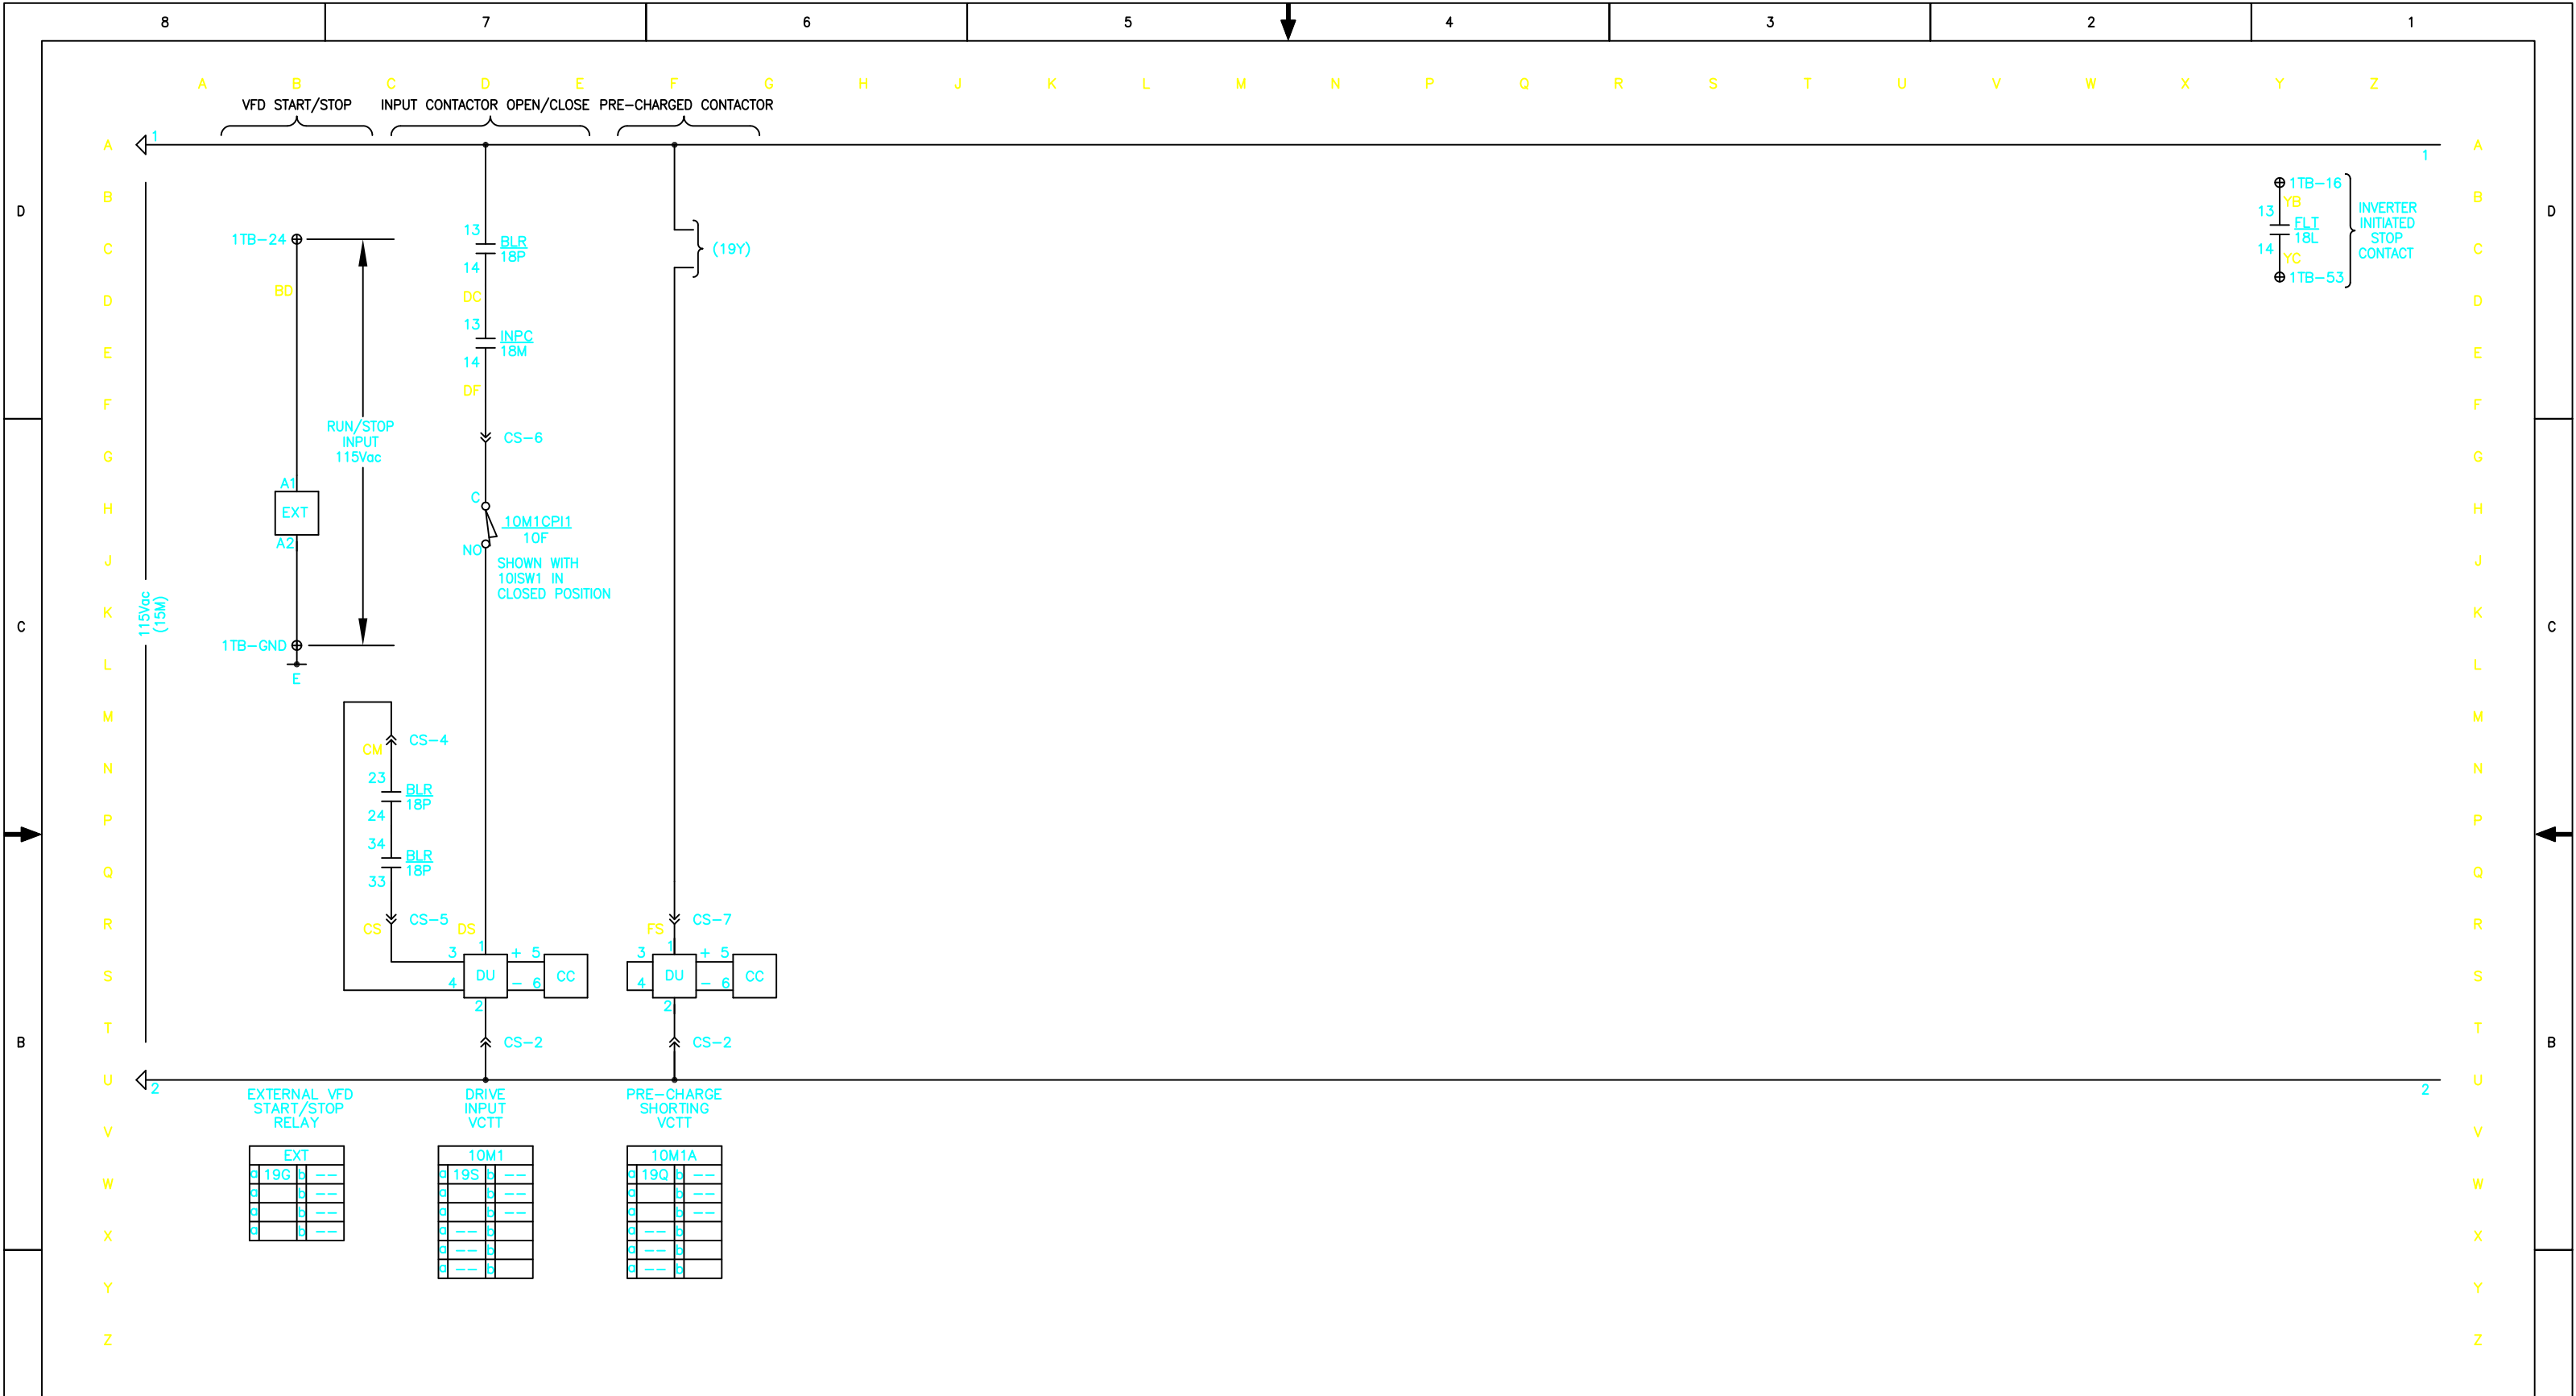 8 7 6 5 4 3 2 1
A B C D E F G H J K L M N P Q R S T U V W X Y Z
VFD START/STOP
INPUT CONTACTOR OPEN/CLOSE
PRE-CHARGED CONTACTOR
A
B
C
D
E
F
G
H
J
K
L
M
N
P
Q
R
S
T
U
V
W
X
Y
Z
D
C
B
1
115Vac
(15M)
2
1TB-24
BD
RUN/STOP
INPUT
115Vac
A1
EXT
A2
1TB-GND
E
CM
CS-4
23
BLR
18P
24
34
BLR
18P
33
CS
CS-5
13
BLR
18P
14
DC
13
INPC
18M
14
DF
CS-6
C
10M1CPI1
10F
NO
SHOWN WITH
10ISW1 IN
CLOSED POSITION
DS
1
3
DU
4
2
+ 5
- 6
CC
CS-2
(19Y)
CS-7
FS
1
3
DU
4
2
+ 5
- 6
CC
CS-2
1TB-16
YB
13
FLT
18L
14
YC
1TB-53
INVERTER
INITIATED
STOP
CONTACT
1
2
EXTERNAL VFD
START/STOP
RELAY
EXT
a 19G b --
a b --
a b --
a b --
DRIVE
INPUT
VCTT
10M1
a 19S b --
a b --
a b --
a -- b
a -- b
a -- b
PRE-CHARGE
SHORTING
VCTT
10M1A
a 19Q b --
a b --
a b --
a -- b
a -- b
a -- b
A
B
C
D
E
F
G
H
J
K
L
M
N
P
Q
R
S
T
U
V
W
X
Y
Z
D
C
B